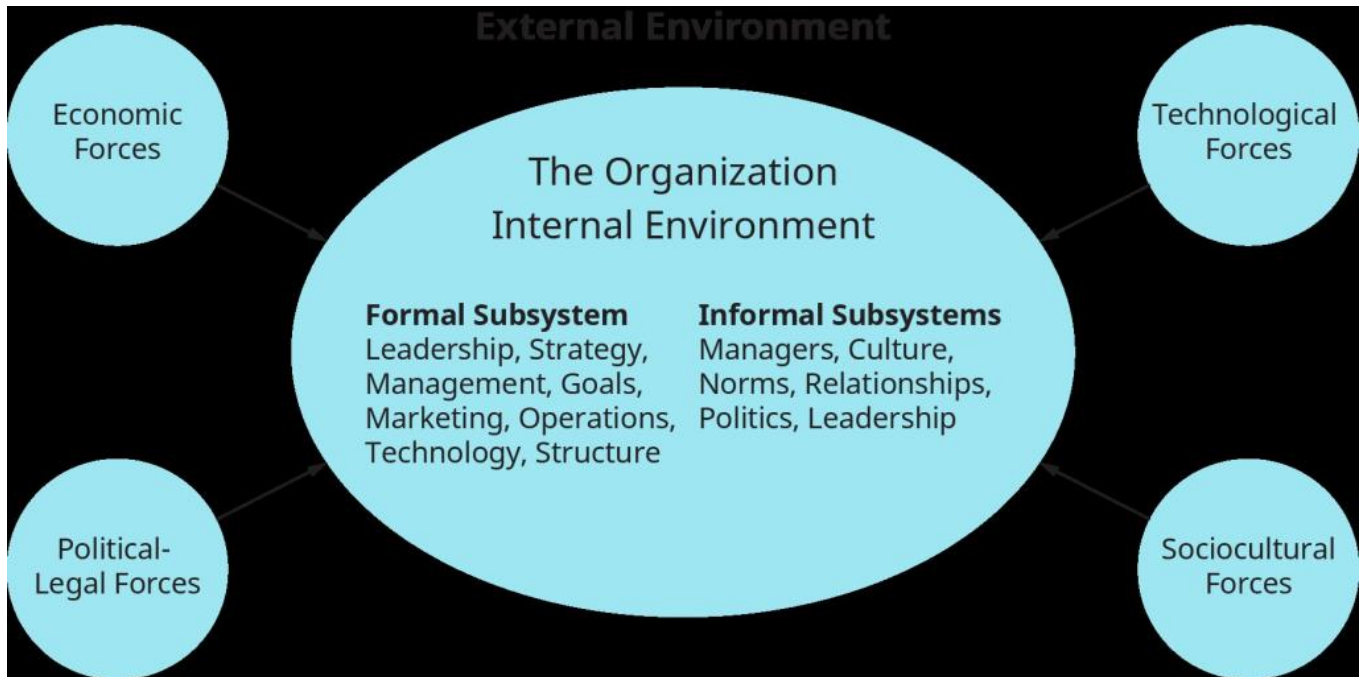 External Environment
Economic
Forces
Technological
Forces
The Organization
Internal Environment
Formal Subsystem
Leadership, Strategy,
Management, Goals,
Marketing, Operations,
Technology, Structure
Informal Subsystems
Managers, Culture,
Norms, Relationships,
Politics, Leadership
Political-
Legal Forces
Sociocultural
Forces